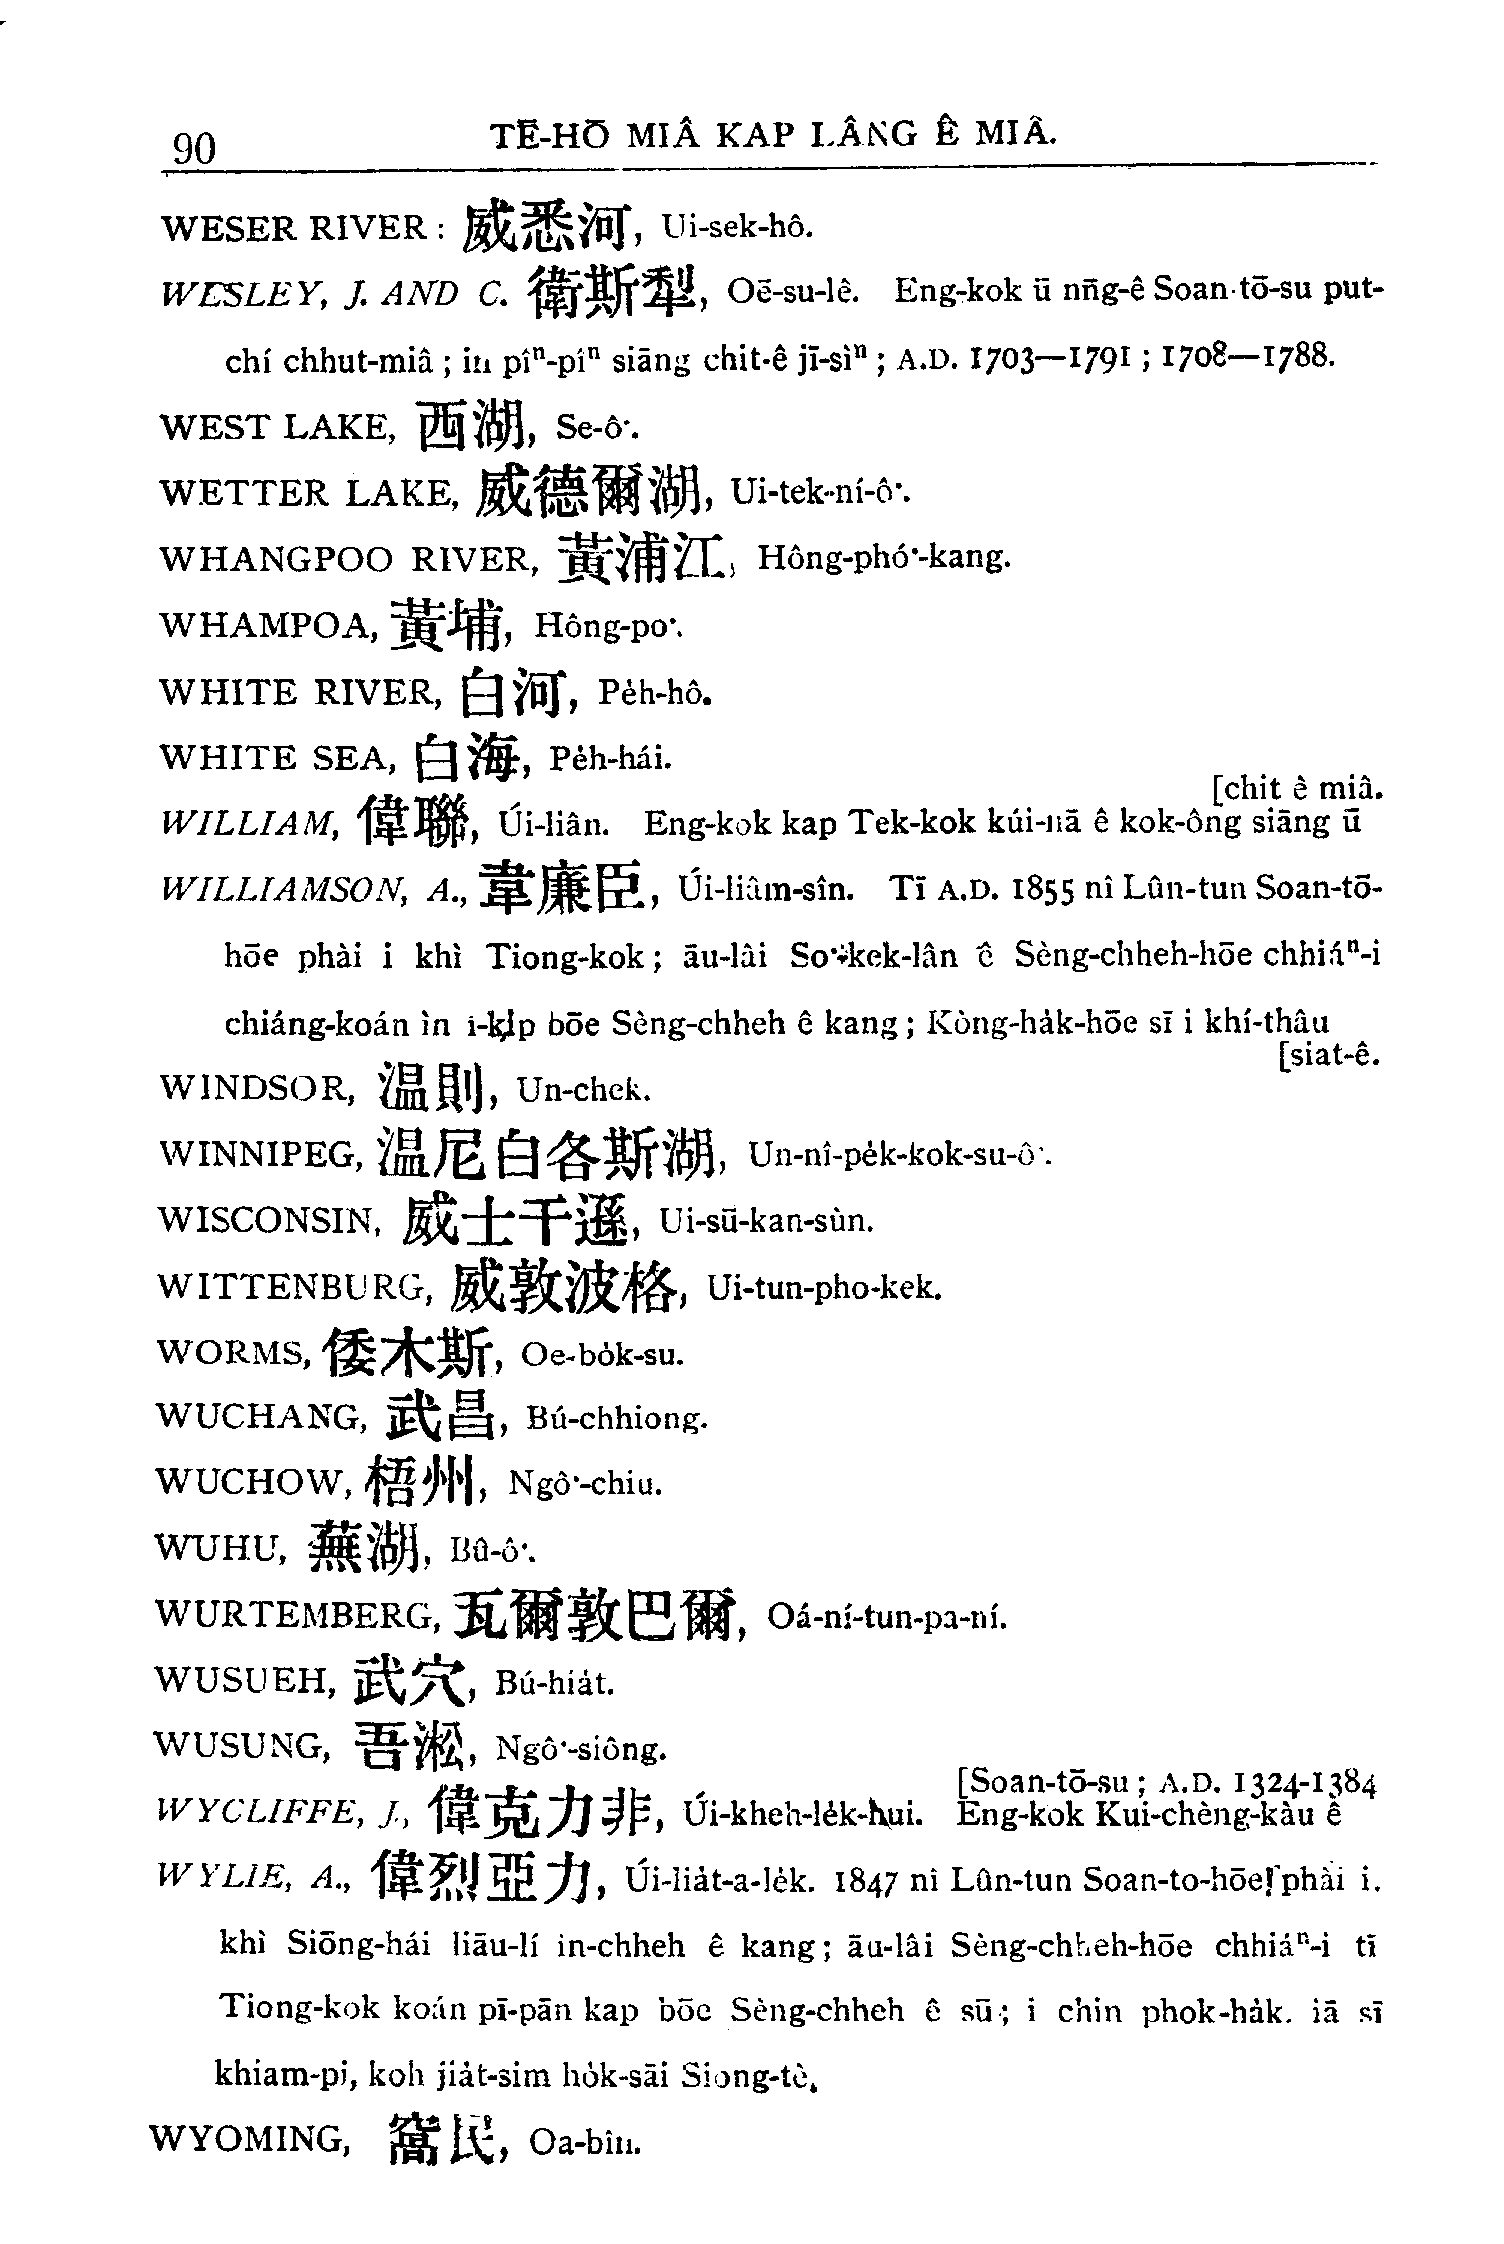 90 TĒ-HŌ MIÂ KAP LÂNG Ê MIÂ.
WESER RIVER: 威悉河, Ui-sek-hô.
WESLEY, J. AND C. 衛斯犁, Oē-su-lê. Eng-kok ū nn̄g-ê Soan-tō-su put-
chí chhut-miâ; in pîⁿ-pîⁿ siāng chit-ê jī-sìⁿ; A.D. 1703—1791; 1708—1788.
WEST LAKE, 西湖, Se-ô͘.
WETTER LAKE, 威德爾湖, Ui-tek-ní-ô͘.
WHANGPOO RIVER, 黃浦江, Hông-phó͘-kang.
WHAMPOA, 黃埔, Hông-po͘.
WHITE RIVER, 白河, Pe̍h-hô.
WHITE SEA, 白海, Pe̍h-hái.
[chit ê miâ.
WILLIAM, 偉聯, Úi-liân. Eng-kok kap Tek-kok kúi-nā ê kok-ông siāng ū
WILLIAMSON, A., 韋廉臣, Úi-liâm-sîn. Tī A.D. 1855 nî Lûn-tun Soan-tō-
hōe phài i khì Tiong-kok; āu-lâi So͘-kek-lân ê Sèng-chheh-hōe chhiáⁿ-i
chiáng-koán ìn i-ki̍p bōe Sèng-chheh ê kang; Kòng-ha̍k-hōe sī i khí-thâu
[siat-ê.
WINDSOR, 溫則, Un-chek.
WINNIPEG, 溫尼白各斯湖, Un-nî-pe̍k-kok-su-ô͘.
WISCONSIN, 威士干遜, Ui-sū-kan-sùn.
WITTENBURG, 威敦波格, Ui-tun-pho-kek.
WORMS, 倭木斯, Oe-bo̍k-su.
WUCHANG, 武昌, Bú-chhiong.
WUCHOW, 梧州, Ngô͘-chiu.
WUHU, 蕪湖, Bû-ô͘.
WURTEMBERG, 瓦爾敦巴爾, Oá-ní-tun-pa-ní.
WUSUEH, 武穴, Bú-hia̍t.
WUSUNG, 吾淞, Ngô͘-siông.
[Soan-tō-su; A.D. 1324-1384
WYCLIFFE, J., 偉克力非, Úi-kheh-le̍k-hui. Eng-kok Kui-chèng-kàu ê
WYLIE, A., 偉烈亞力, Úi-lia̍t-a-le̍k. 1847 nî Lûn-tun Soan-to-hōe phài i.
khì Siōng-hái liāu-lí in-chheh ê kang; āu-lâi Sèng-chheh-hōe chhiáⁿ-i tī
Tiong-kok koán pī-pān kap bōe Sèng-chheh ê sū; i chin phok-ha̍k. iā sī
khiam-pi, koh jia̍t-sim ho̍k-sāi Siong-tè.
WYOMING, 窩民, Oa-bîn.